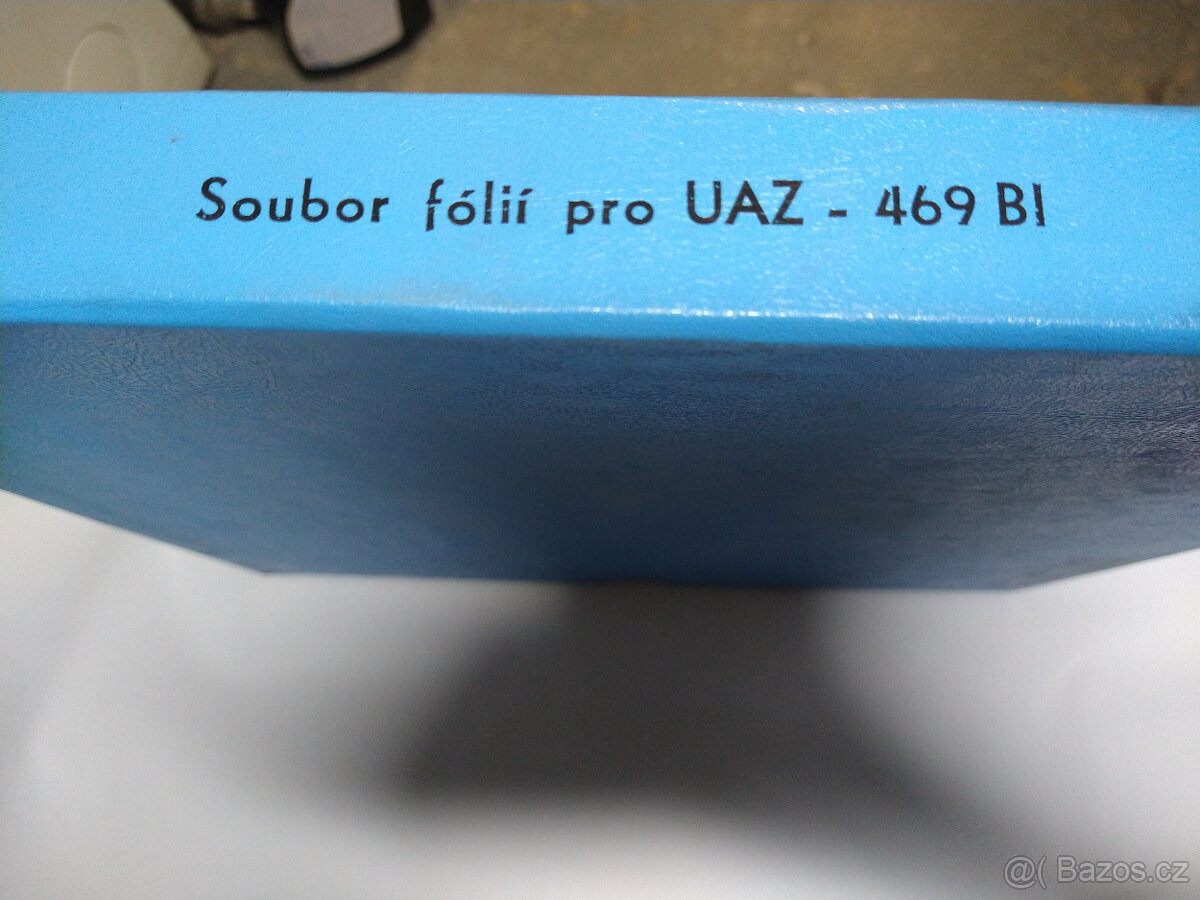 Soubor fólií pro UAZ - 469 BI
@( Bazos.cz